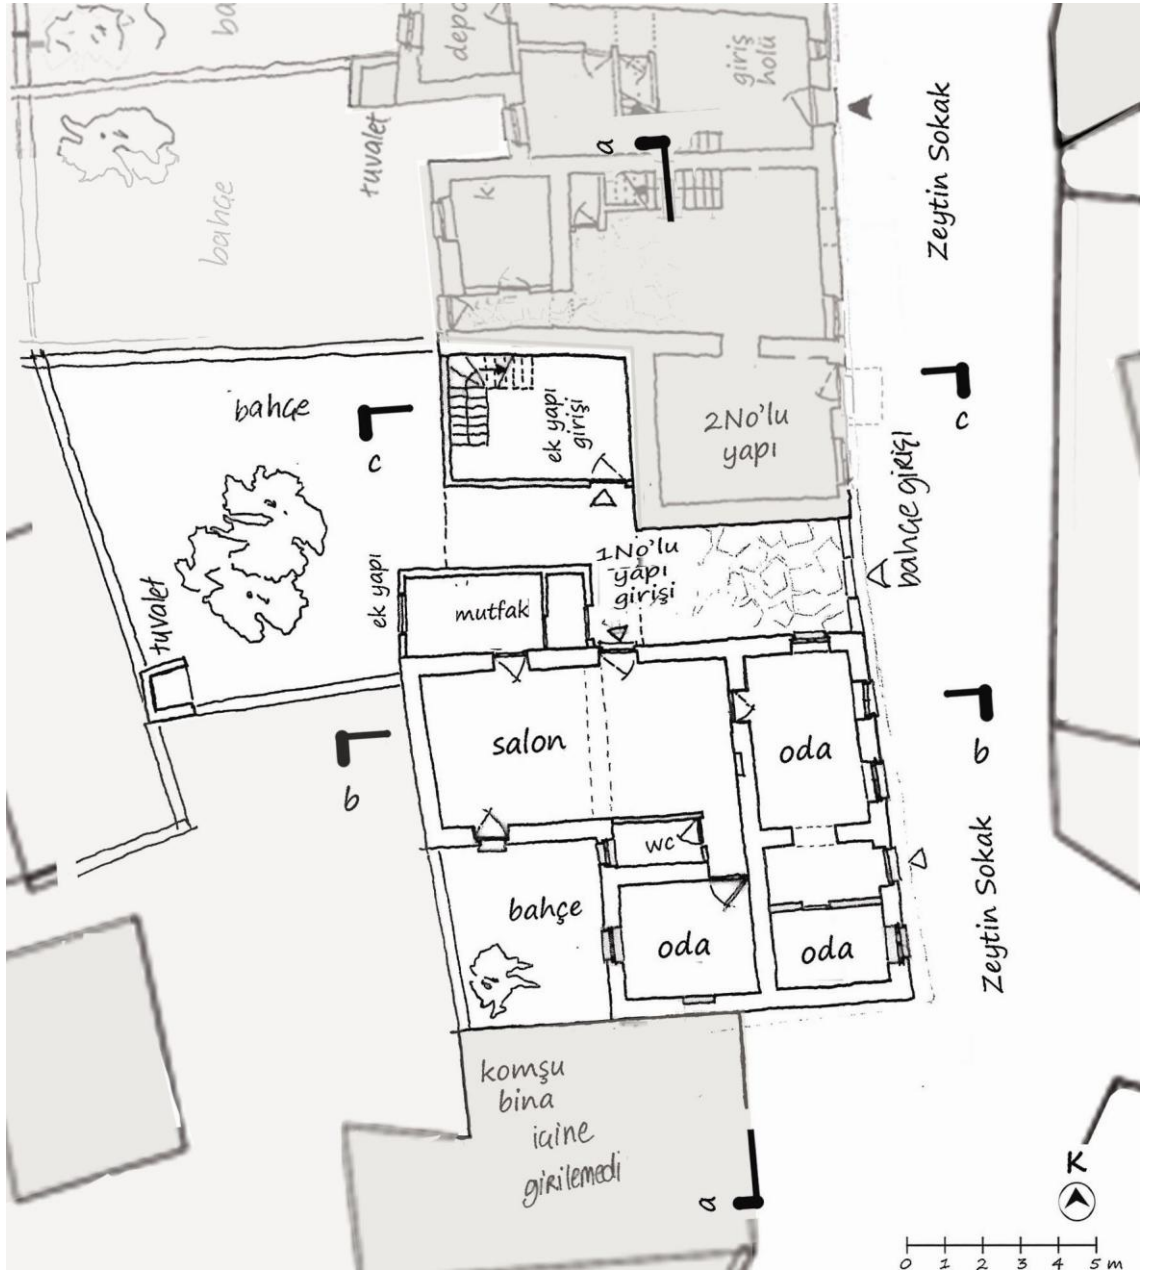 ba
depo
giriş
holü
Zeytin Sokak
tuvalet
bahçe
a
k
bahçe
c
ek yapı
girişi
2No'lu
yapı
c
bahçe girişi
tuvalet
ek yapı
mutfak
1No'lu
yapı
girişi
salon
oda
b
b
wc
bahçe
oda
oda
Zeytin Sokak
komşu
bina
içine
girilemedi
a
K
0 1 2 3 4 5 m